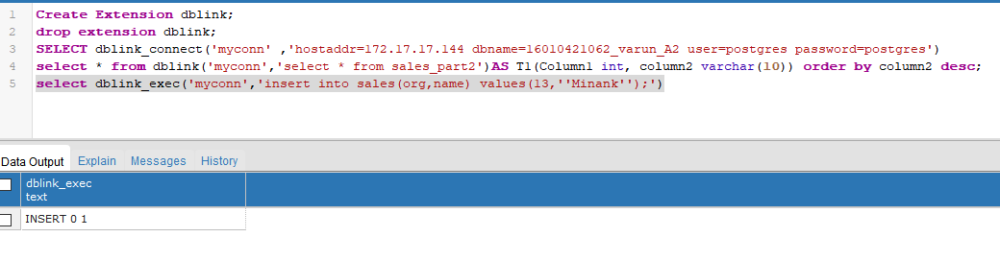 1 Create Extension dblink;
2 drop extension dblink;
3 SELECT dblink_connect('myconn' ,'hostaddr=172.17.17.144 dbname=16010421062_varun_A2 user=postgres password=postgres')
4 select * from dblink('myconn','select * from sales_part2')AS T1(Column1 int, column2 varchar(10)) order by column2 desc;
5 select dblink_exec('myconn','insert into sales(org,name) values(13,''Minank'');')
Data Output Explain Messages History
dblink_exec
text
INSERT 0 1